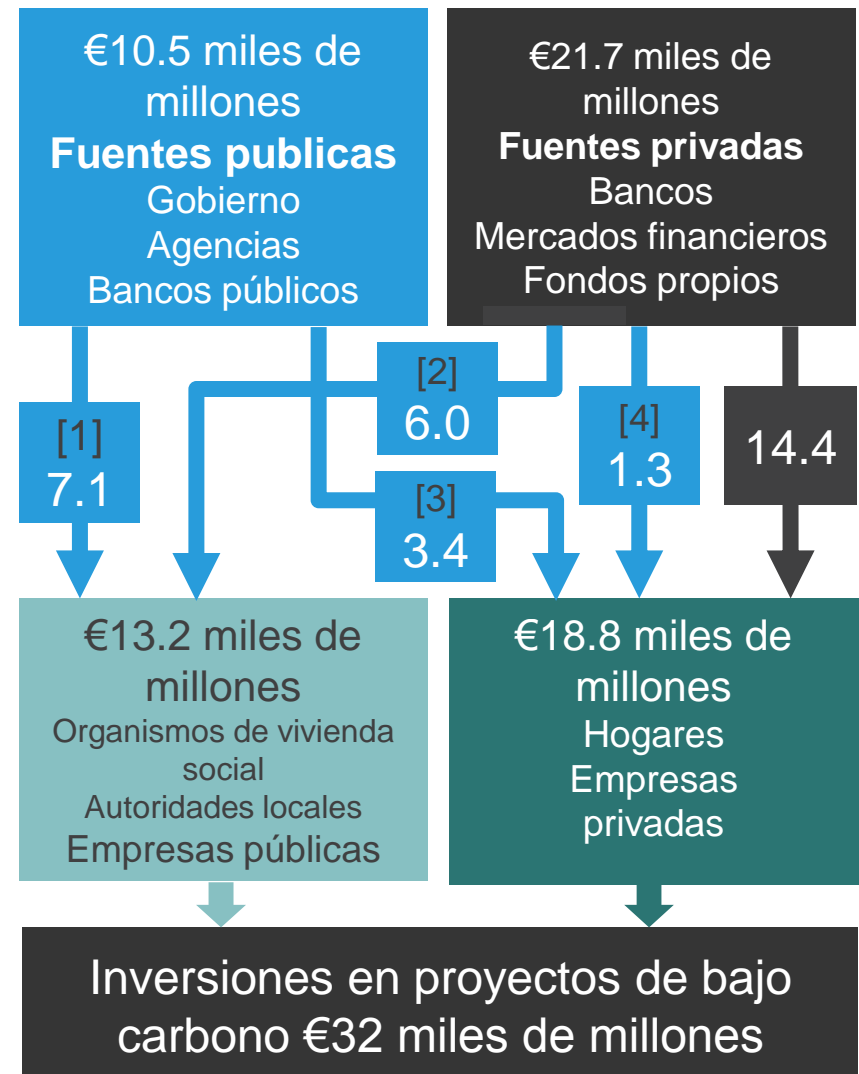 €10.5 miles de
millones
Fuentes publicas
Gobierno
Agencias
Bancos públicos
€21.7 miles de
millones
Fuentes privadas
Bancos
Mercados financieros
Fondos propios
[1]
7.1
[2]
6.0
[3]
3.4
[4]
1.3
14.4
€13.2 miles de
millones
Organismos de vivienda
social
Autoridades locales
Empresas públicas
€18.8 miles de
millones
Hogares
Empresas
privadas
Inversiones en proyectos de bajo
carbono €32 miles de millones